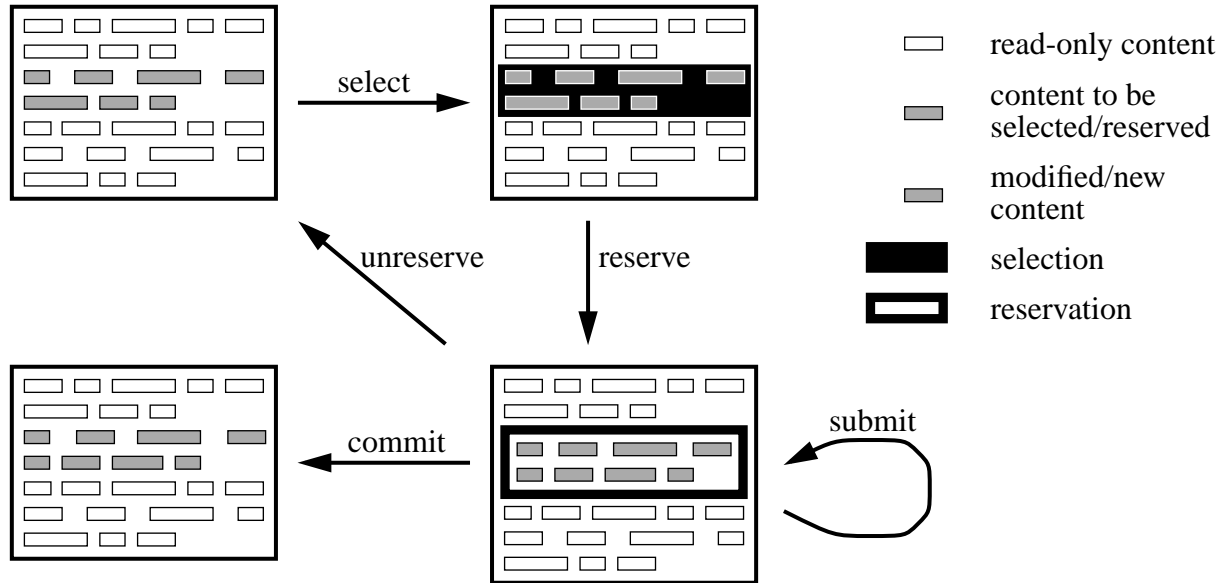 read-only content
select
content to be
selected/reserved
modified/new
content
unreserve
reserve
selection
reservation
submit
commit